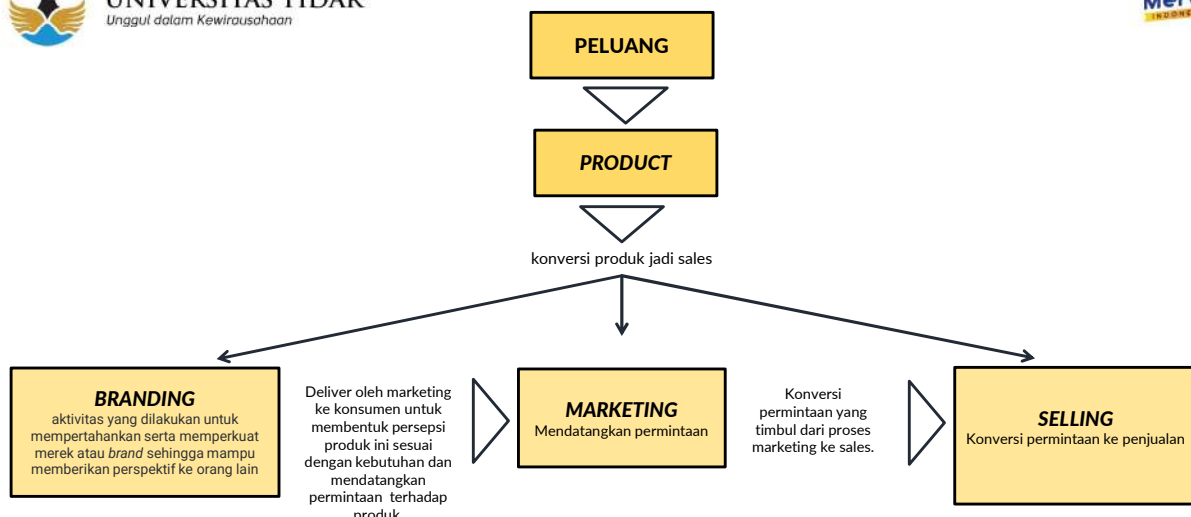 UNIVERSITAS TIDAR
Unggul dalam Kewirausahaan
PELUANG
PRODUCT
konversi produk jadi sales
BRANDING
aktivitas yang dilakukan untuk
mempertahankan serta memperkuat
merek atau brand sehingga mampu
memberikan perspektif ke orang lain
Deliver oleh marketing
ke konsumen untuk
membentuk persepsi
produk ini sesuai
dengan kebutuhan dan
mendatangkan
permintaan terhadap
produk
MARKETING
Mendatangkan permintaan
Konversi
permintaan yang
timbul dari proses
marketing ke sales.
SELLING
Konversi permintaan ke penjualan